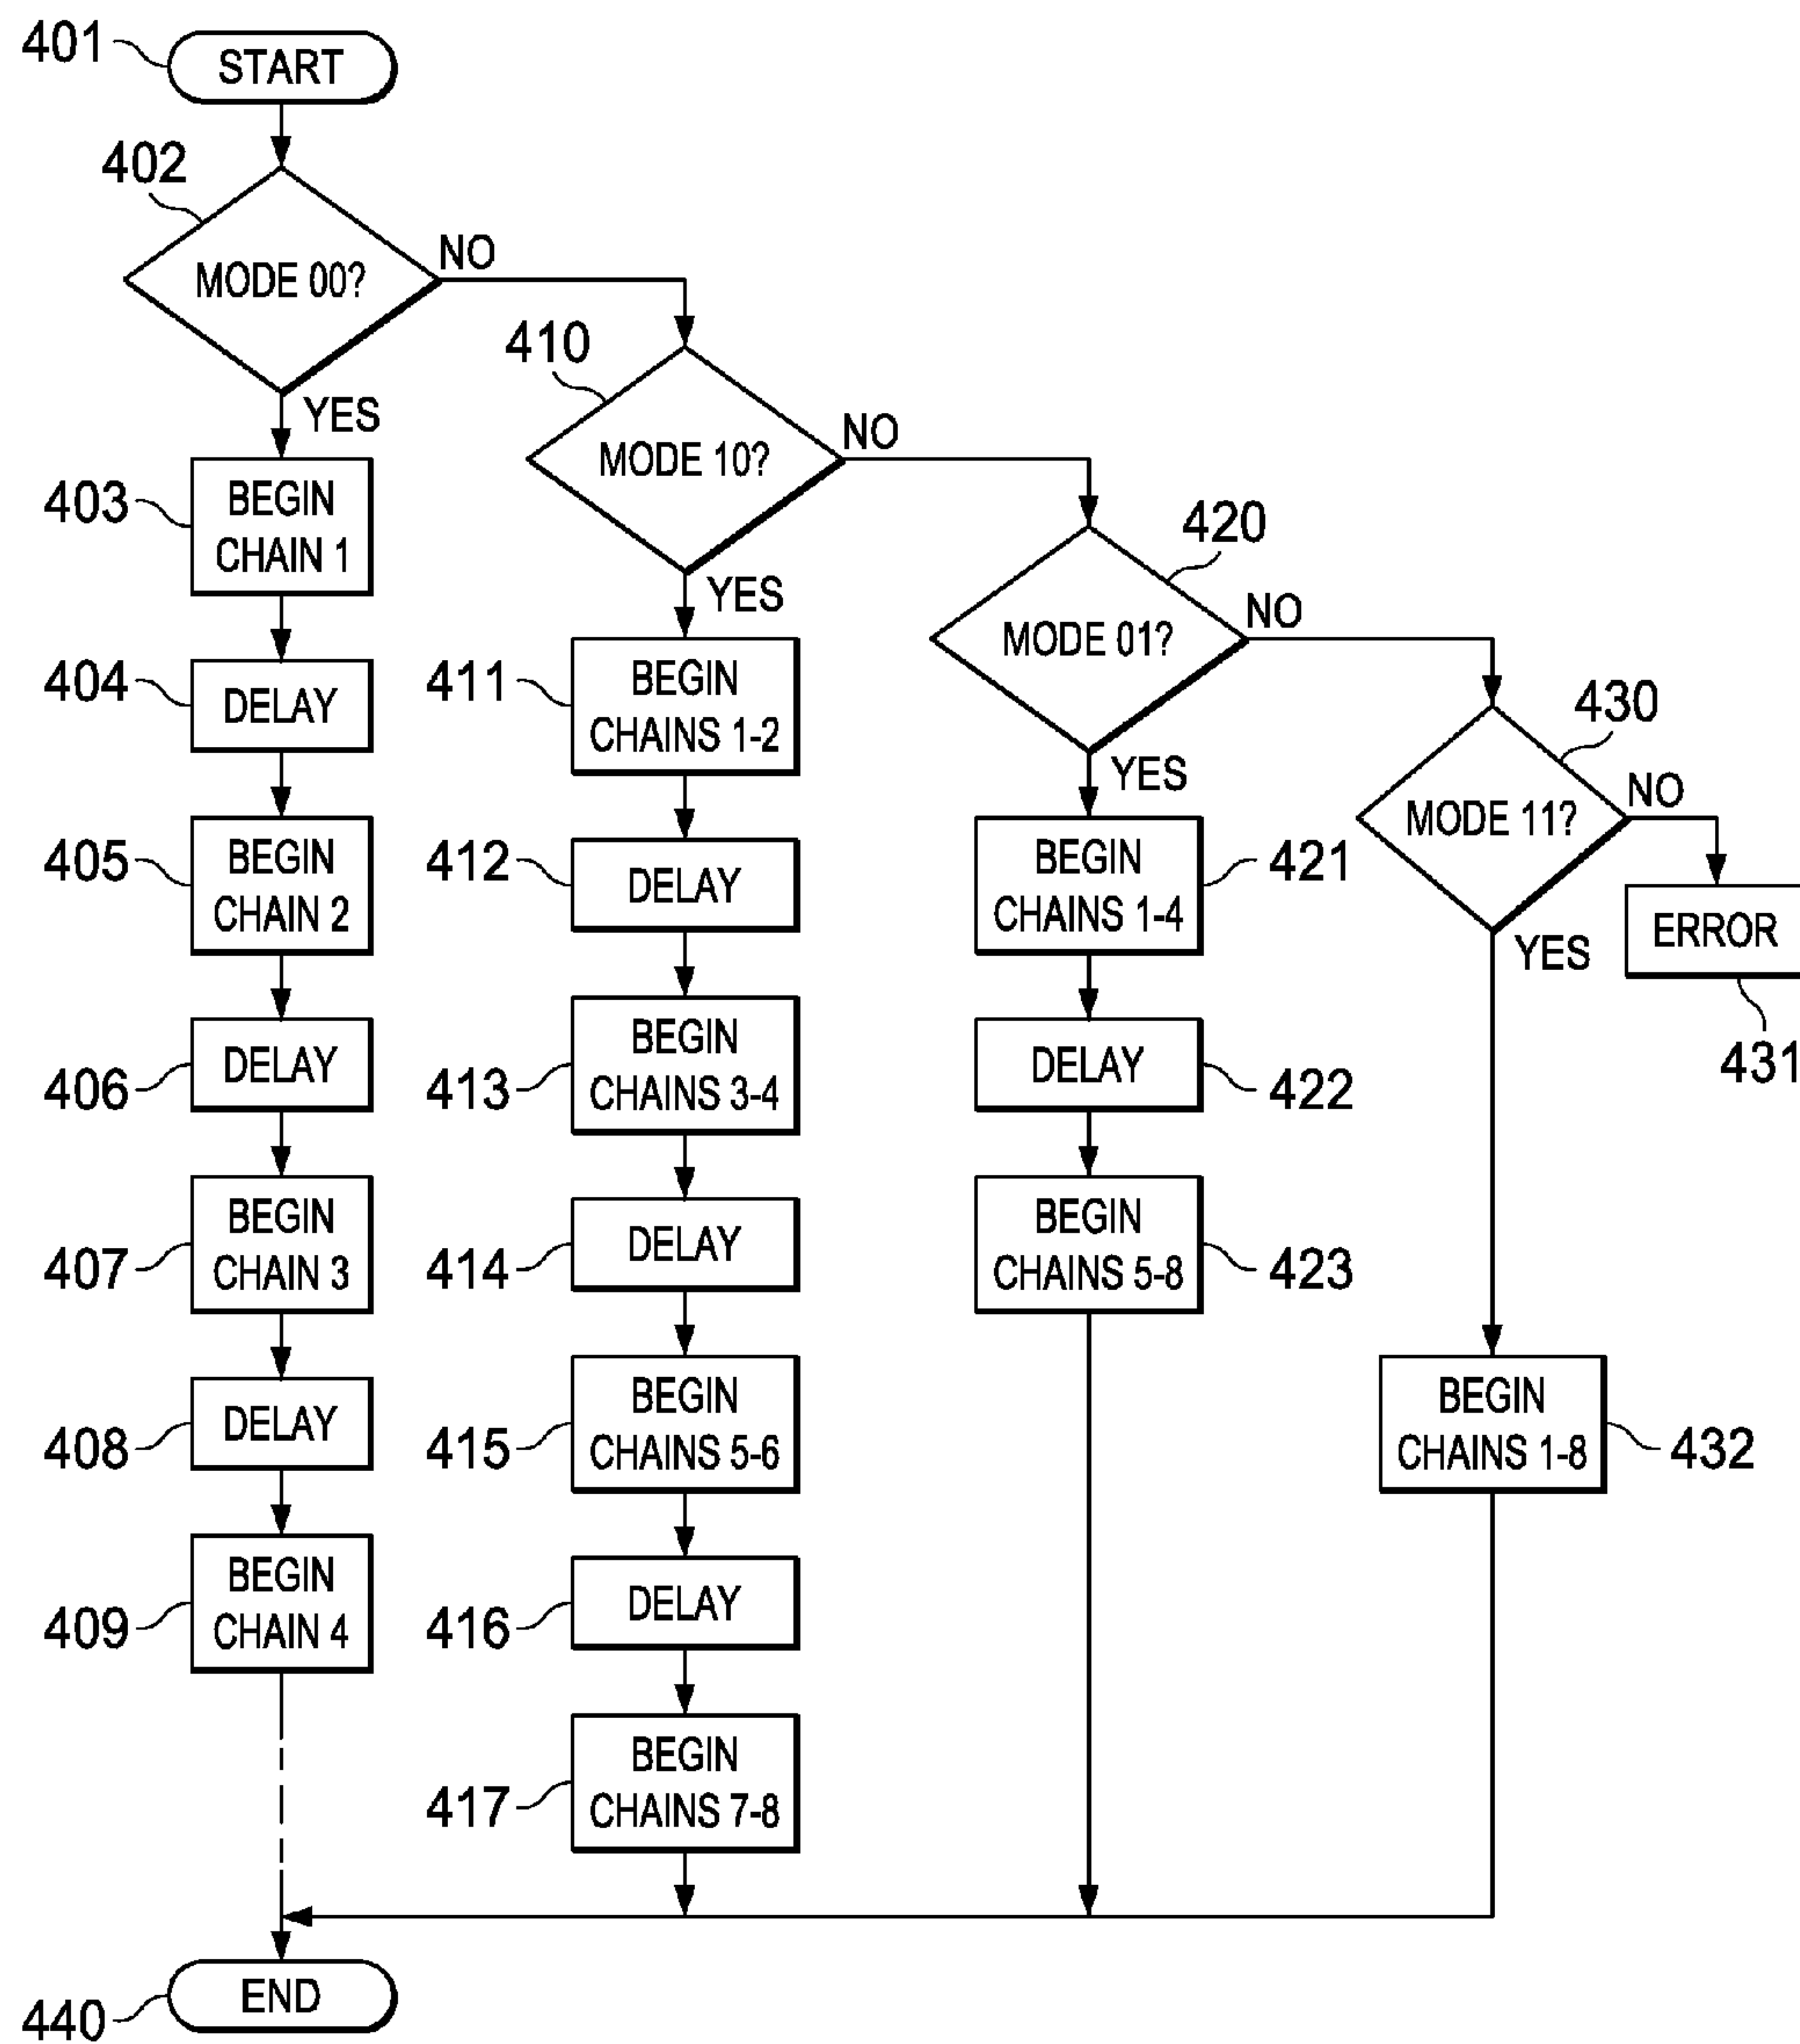 401
START
402
MODE 00?
NO
YES
403
BEGIN
CHAIN 1
404
DELAY
405
BEGIN
CHAIN 2
406
DELAY
407
BEGIN
CHAIN 3
408
DELAY
409
BEGIN
CHAIN 4
410
MODE 10?
NO
YES
411
BEGIN
CHAINS 1-2
412
DELAY
413
BEGIN
CHAINS 3-4
414
DELAY
415
BEGIN
CHAINS 5-6
416
DELAY
417
BEGIN
CHAINS 7-8
420
MODE 01?
NO
YES
BEGIN
CHAINS 1-4
421
DELAY
422
BEGIN
CHAINS 5-8
423
430
MODE 11?
NO
YES
ERROR
431
BEGIN
CHAINS 1-8
432
END
440